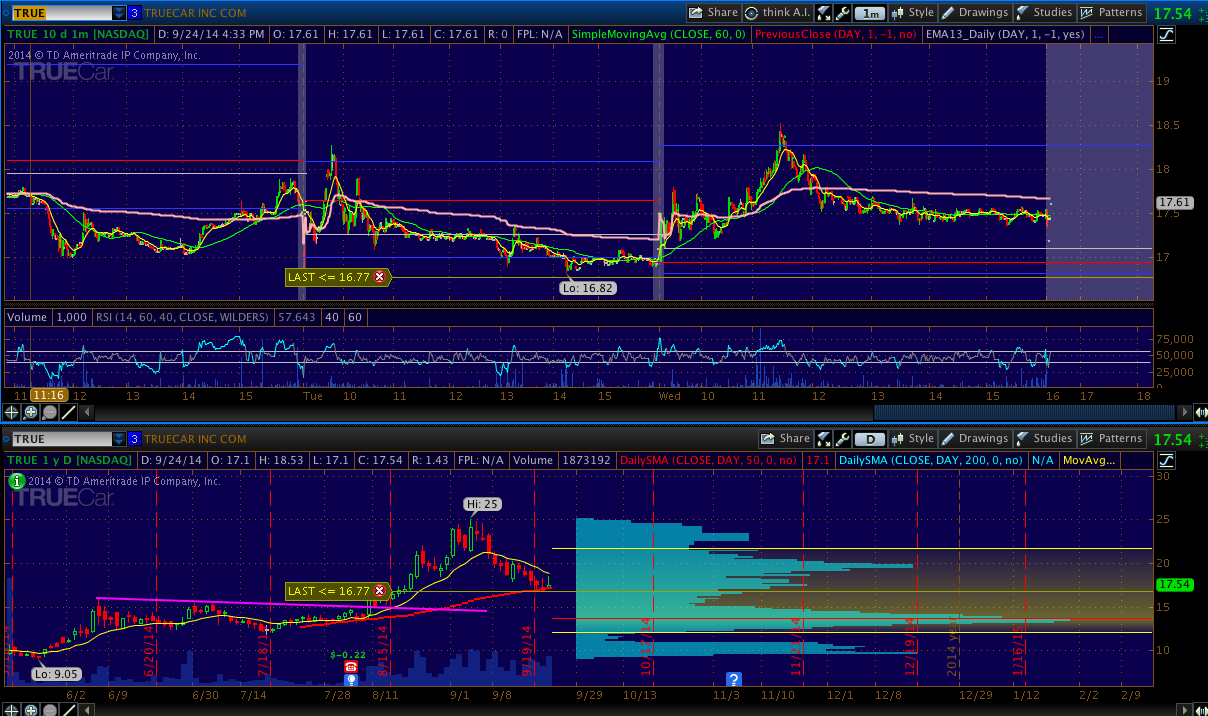 TRUE 3 TRUECAR INC COM Share think A.I. 1m Style Drawings Studies Patterns 17.54
TRUE 10 d 1m [NASDAQ] D: 9/24/14 4:33 PM O: 17.61 H: 17.61 L: 17.61 C: 17.61 R: 0 FPL: N/A SimpleMovingAvg (CLOSE, 60, 0) PreviousClose (DAY, 1, -1, no) EMA13_Daily (DAY, 1, -1, yes) ...
2014 © TD Ameritrade IP Company, Inc.
TRUECar.
19
18.5
18
17.61
17.5
17
LAST <= 16.77
Lo: 16.82
Volume 1,000 RSI (14, 60, 40, CLOSE, WILDERS) 57.643 40 60
75,000
50,000
25,000
0
11 11:16 12 13 14 15 Tue 10 11 12 13 14 15 Wed 10 11 12 13 14 15 16 17 18
TRUE 3 TRUECAR INC COM Share D Style Drawings Studies Patterns 17.54
TRUE 1 y D [NASDAQ] D: 9/24/14 O: 17.1 H: 18.53 L: 17.1 C: 17.54 R: 1.43 FPL: N/A Volume 1873192 DailySMA (CLOSE, DAY, 50, 0, no) 17.1 DailySMA (CLOSE, DAY, 200, 0, no) N/A MovAvg...
i 2014 © TD Ameritrade IP Company, Inc.
TRUECar.
30
Hi: 25
25
20
17.54
LAST <= 16.77
15
10
6/20/14 7/18/14 8/15/14 9/19/14 10/17/14 11/21/14 12/19/14 2014 year 1/16/15
$-0.22
Lo: 9.05
?
6/2 6/9 6/30 7/14 7/28 8/11 9/1 9/8 9/29 10/13 11/3 11/10 12/1 12/8 12/29 1/12 2/2 2/9